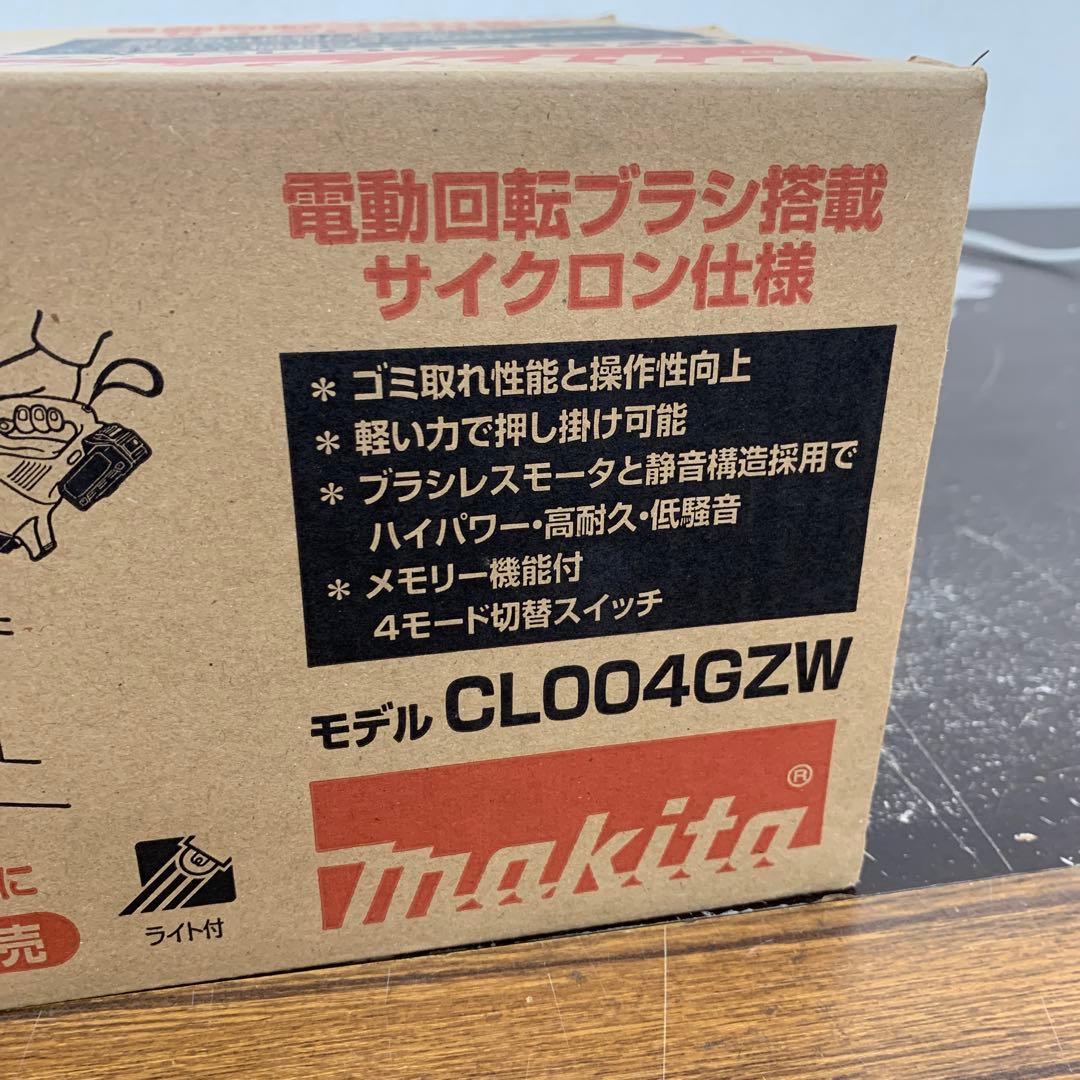 電動回転ブラシ搭載
サイクロン仕様
* ゴミ取れ性能と操作性向上
* 軽い力で押し掛け可能
* ブラシレスモータと静音構造採用で
ハイパワー・高耐久・低騒音
* メモリー機能付
4モード切替スイッチ
モデル CL004GZW
makita®
ライト付
に
売